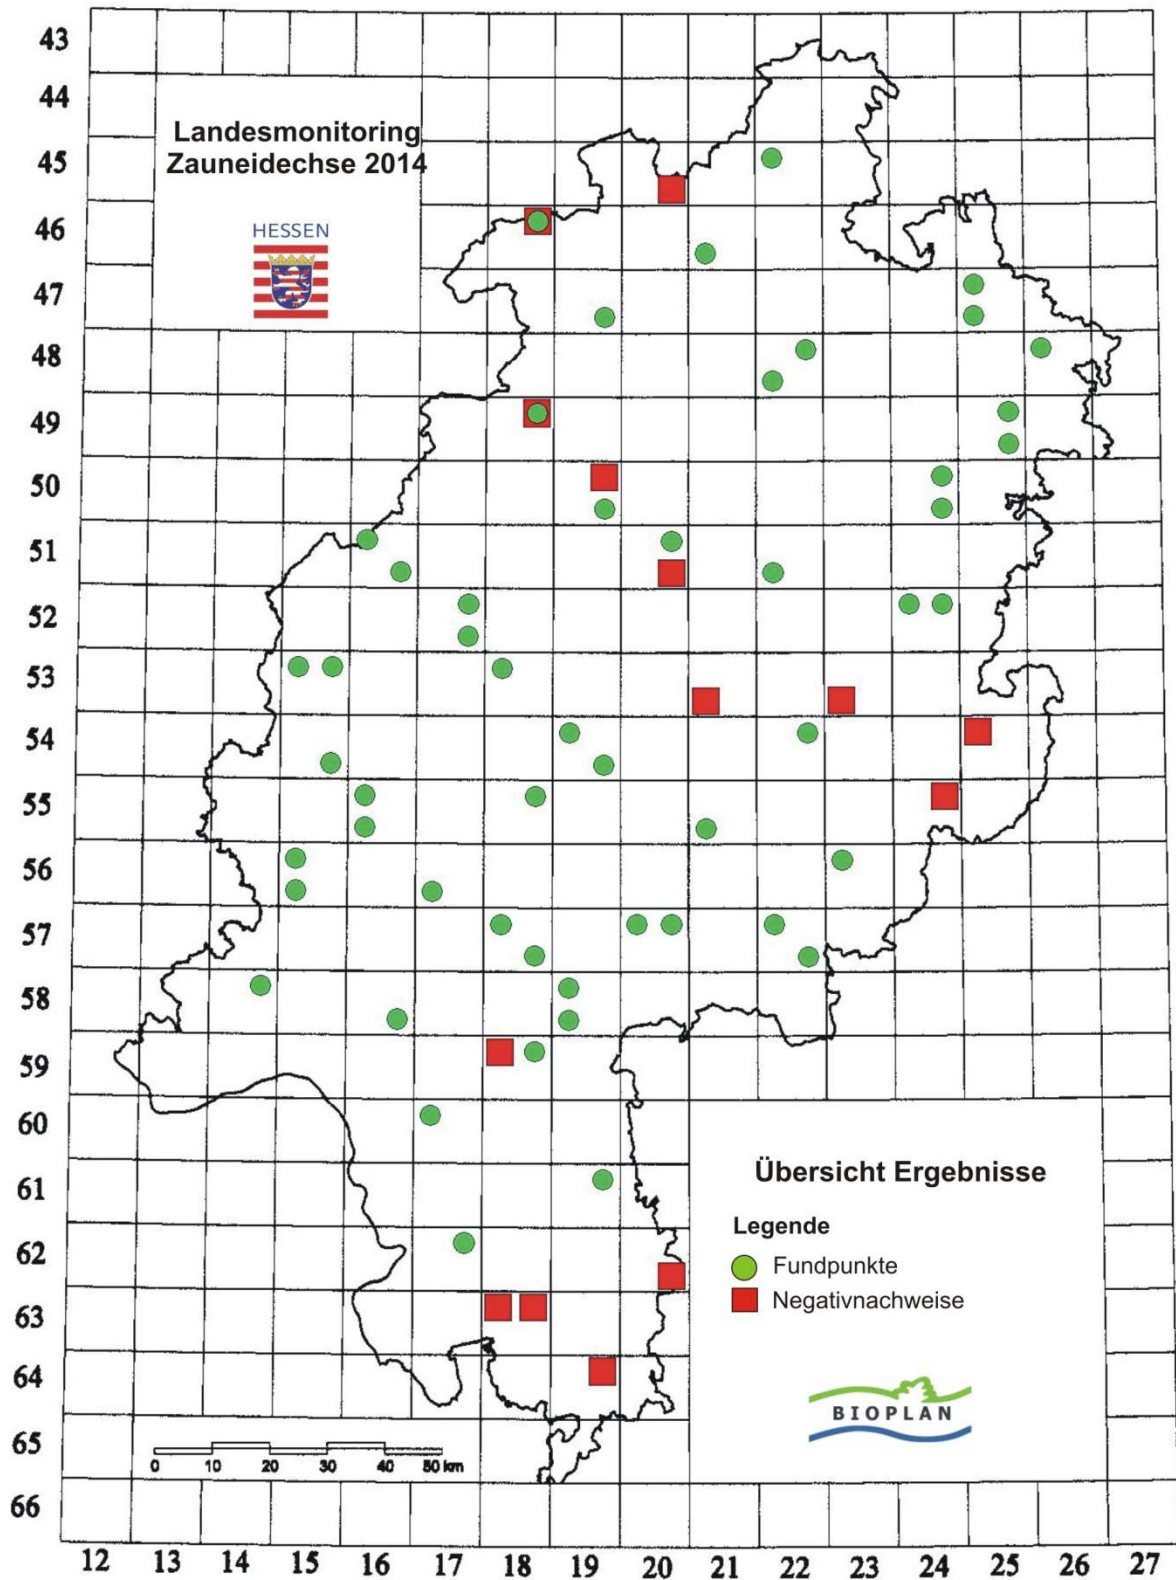 43
44
Landesmonitoring
Zauneidechse 2014
45
HESSEN
46
47
48
49
50
51
52
53
54
55
56
57
58
59
60
61
Übersicht Ergebnisse
Legende
62
Fundpunkte
Negativnachweise
63
64
BIOPLAN
65
0 10 20 30 40 50 km
66
12 13 14 15 16 17 18 19 20 21 22 23 24 25 26 27